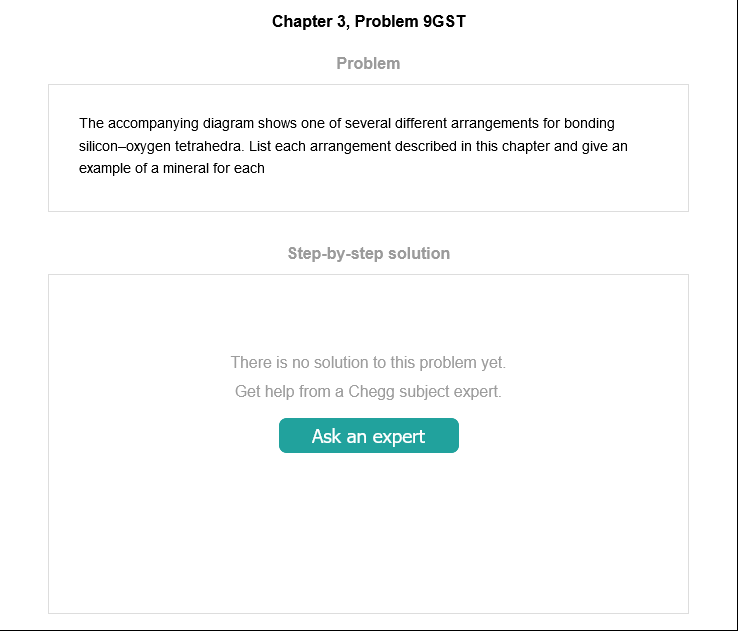 Chapter 3, Problem 9GST
Problem
The accompanying diagram shows one of several different arrangements for bonding
silicon–oxygen tetrahedra. List each arrangement described in this chapter and give an
example of a mineral for each
Step-by-step solution
There is no solution to this problem yet.
Get help from a Chegg subject expert.
Ask an expert